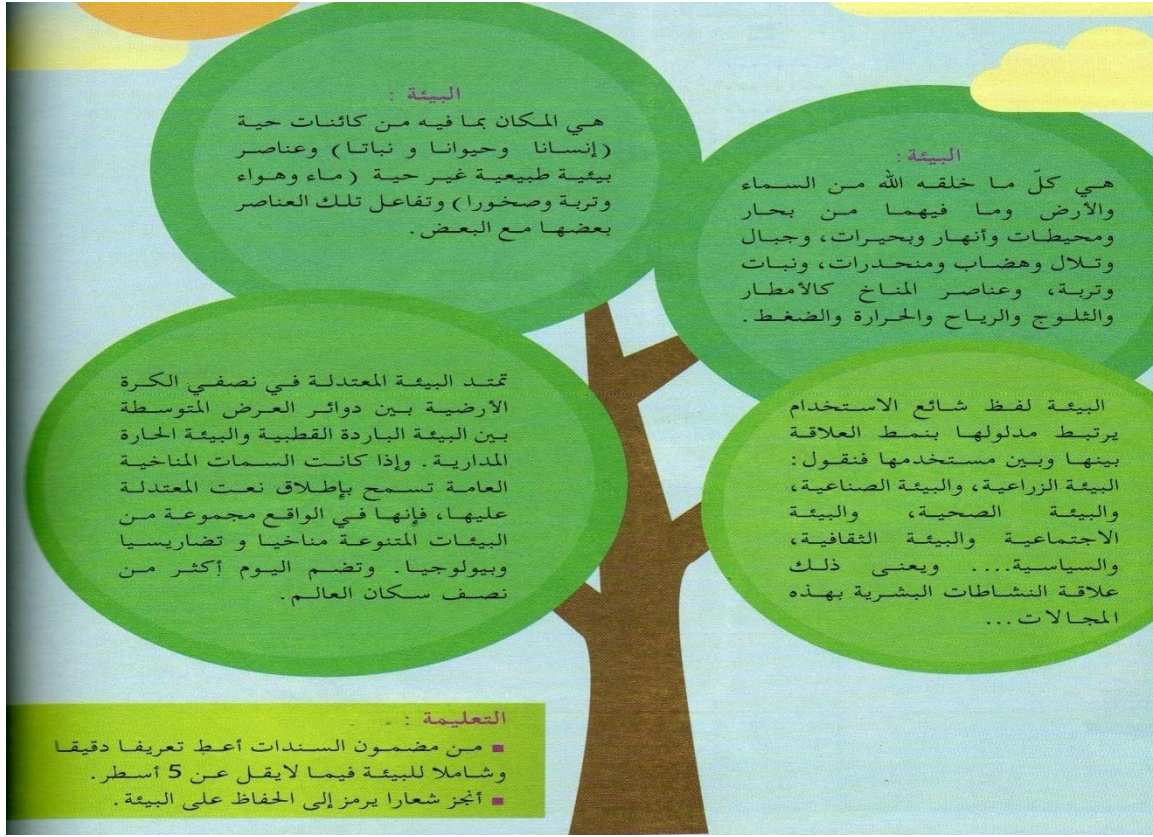 البيئة :
هي كلّ ما خلقه الله من السماء
والأرض وما فيهما من بحار
ومحيطات وأنهار وبحيرات، وجبال
وتلال وهضاب ومنحدرات، ونبات
وتربة، وعناصر المناخ كالأمطار
والثلوج والرياح والحرارة والضغط.
البيئة :
هي المكان بما فيه من كائنات حية
(إنسانا وحيوانا و نباتا) وعناصر
بيئية طبيعية غير حية (ماء وهواء
وتربة وصخورا) وتفاعل تلك العناصر
بعضها مع البعض.
البيئة لفظ شائع الاستخدام
يرتبط مدلولها بنمط العلاقة
بينها وبين مستخدمها فنقول :
البيئة الزراعية، والبيئة الصناعية،
والبيئة الصحية، والبيئة
الاجتماعية والبيئة الثقافية،
والسياسية.... ويعنى ذلك
علاقة النشاطات البشرية بهذه
المجالات...
تمتد البيئة المعتدلة في نصفي الكرة
الأرضية بين دوائر العرض المتوسطة
بين البيئة الباردة القطبية والبيئة الحارة
المدارية. وإذا كانت السمات المناخية
العامة تسمح بإطلاق نعت المعتدلة
عليها، فإنها في الواقع مجموعة من
البيئات المتنوعة مناخيا و تضاريسيا
وبيولوجيا. وتضم اليوم أكثر من
نصف سكان العالم.
التعليمة :
■ من مضمون السندات أعط تعريفا دقيقا
وشاملا للبيئة فيما لايقل عن 5 أسطر.
■ أنجز شعارا يرمز إلى الحفاظ على البيئة.